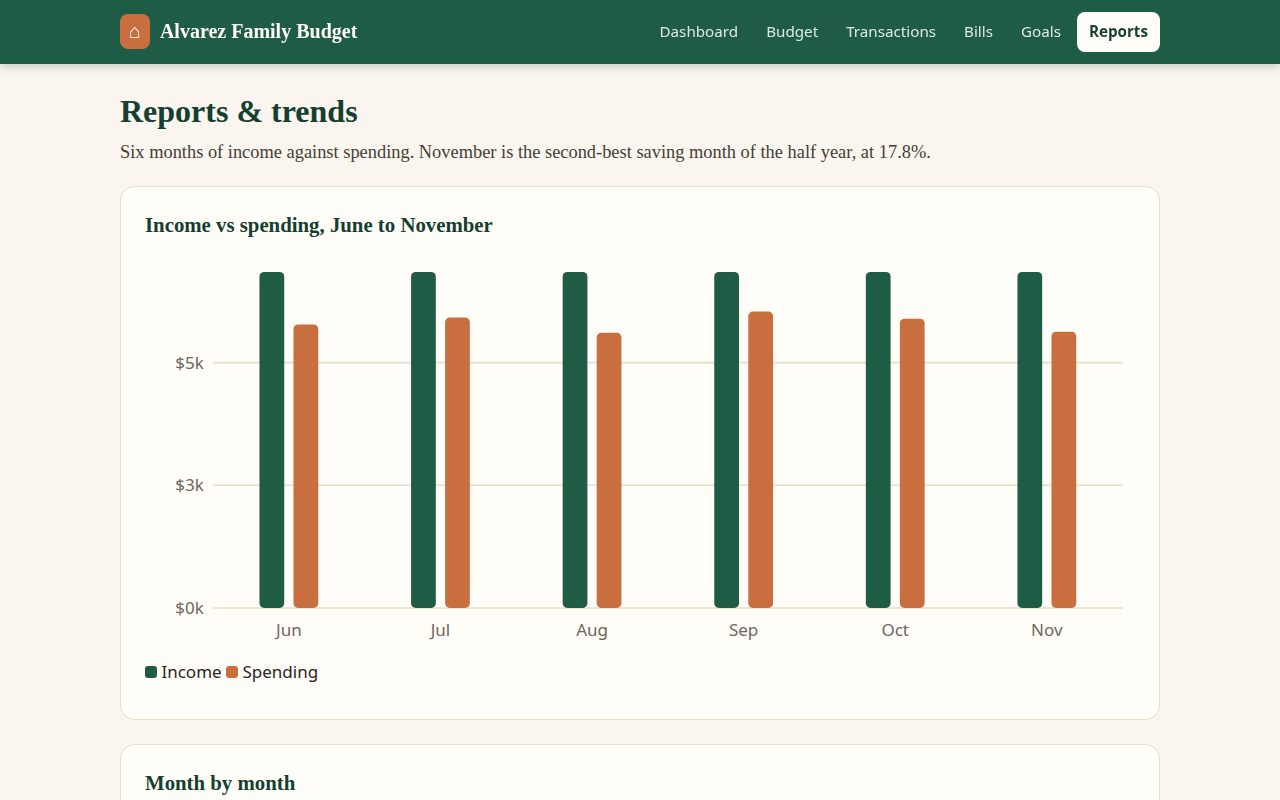 Alvarez Family Budget
Dashboard Budget Transactions Bills Goals Reports
Reports & trends
Six months of income against spending. November is the second-best saving month of the half year, at 17.8%.
Income vs spending, June to November
$5k
$3k
$0k
Jun Jul Aug Sep Oct Nov
Income Spending
Month by month